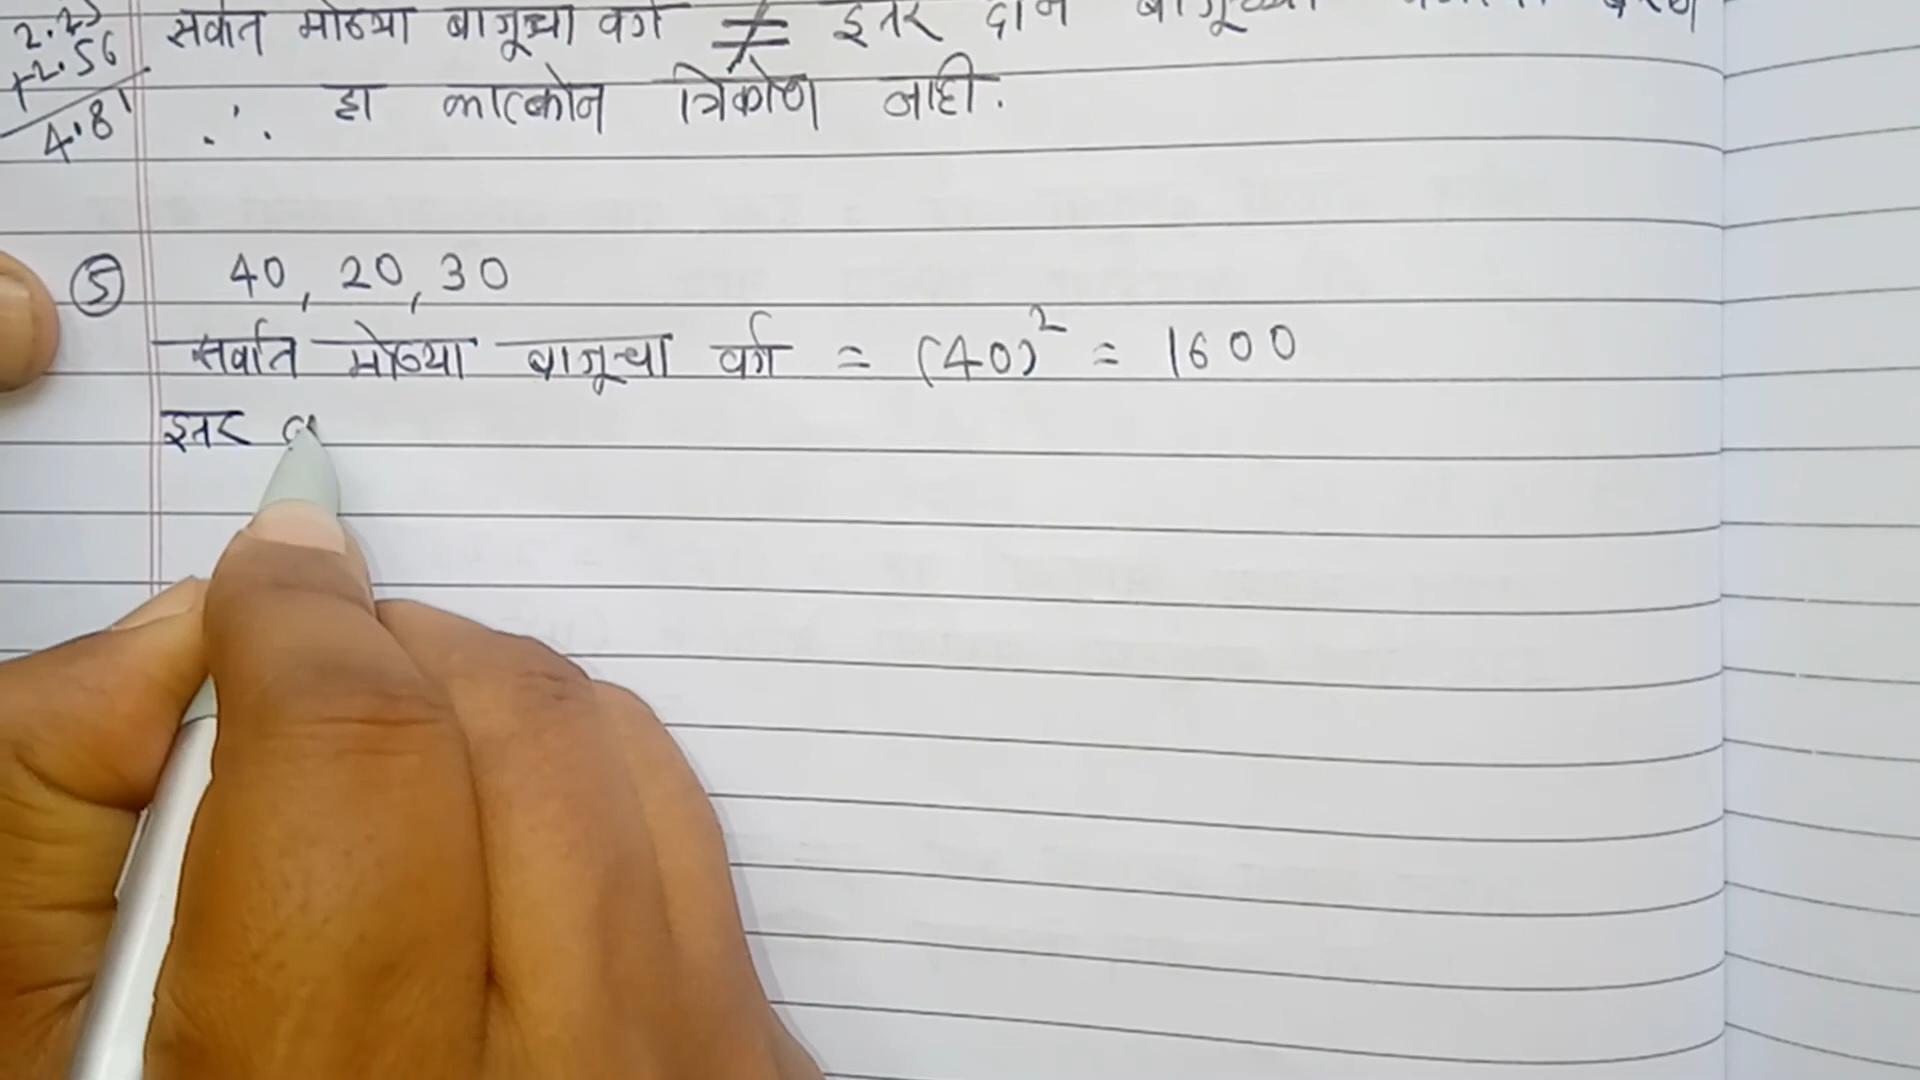 2.25
+2.56
4.81
सर्वात मोठ्या बाजूचा वर्ग ≠ इतर दोन
∴ हा काटकोन त्रिकोण नाही.
⑤ 40, 20, 30
सर्वात मोठ्या बाजूचा वर्ग = (40)² = 1600
इतर